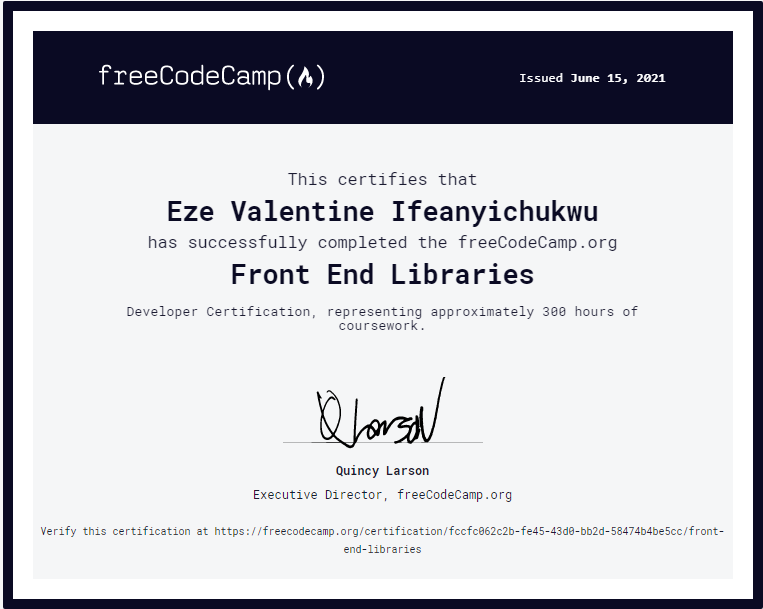 freeCodeCamp(🔥)
Issued June 15, 2021
This certifies that
Eze Valentine Ifeanyichukwu
has successfully completed the freeCodeCamp.org
Front End Libraries
Developer Certification, representing approximately 300 hours of
coursework.
Q Larson
Quincy Larson
Executive Director, freeCodeCamp.org
Verify this certification at https://freecodecamp.org/certification/fccfc062c2b-fe45-43d0-bb2d-58474b4be5cc/front-
end-libraries